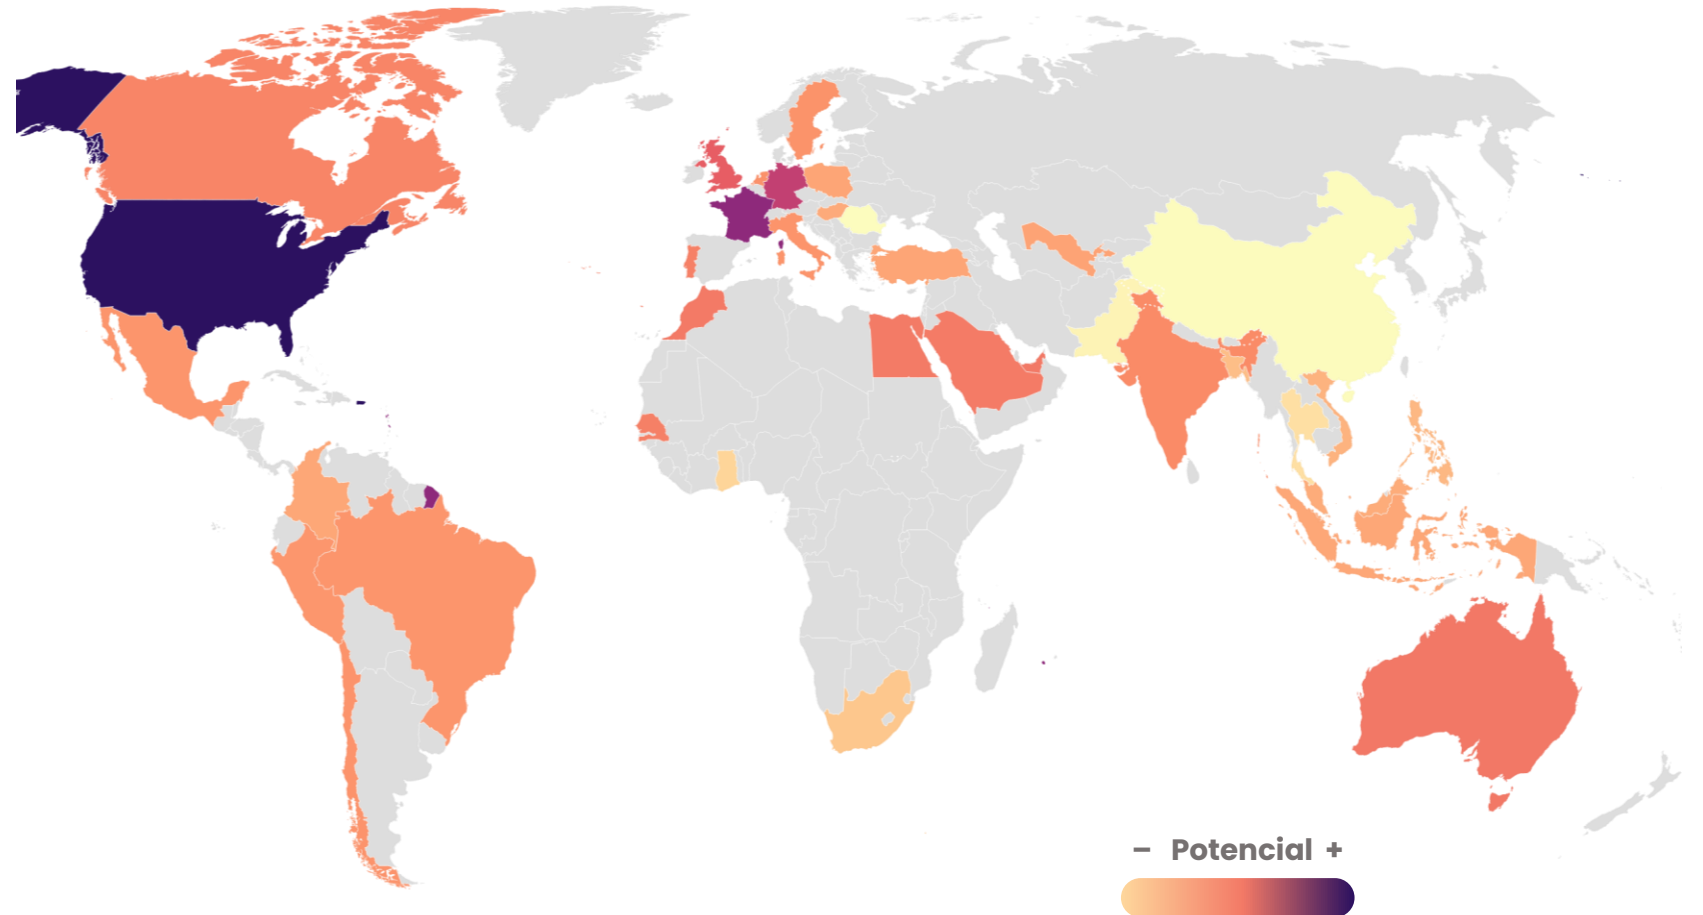 – Potencial +